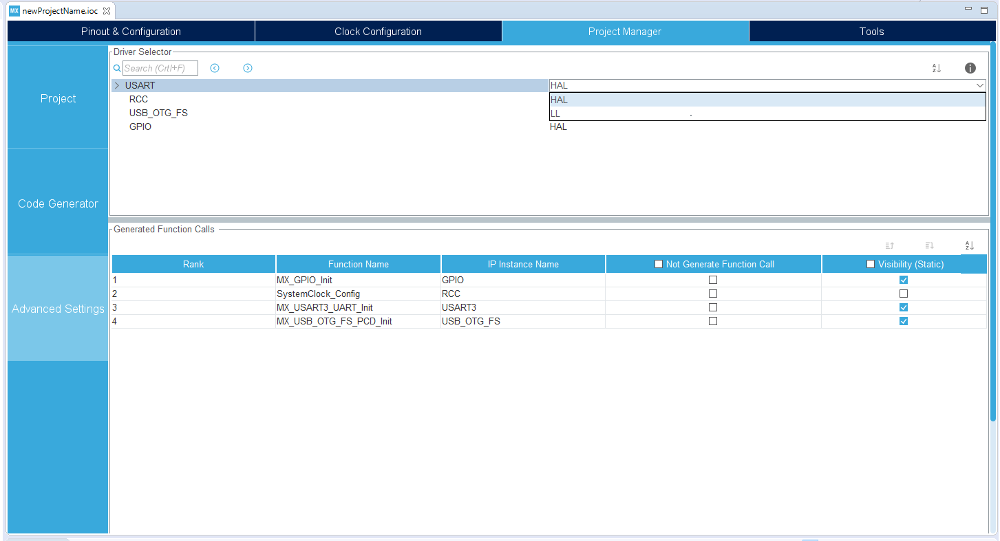 MX newProjectName.ioc
Pinout & Configuration Clock Configuration Project Manager Tools
Driver Selector
Search (Crtl+F)
USART HAL
RCC HAL
USB_OTG_FS LL
GPIO HAL
Project
Code Generator
Advanced Settings
Generated Function Calls
Rank Function Name IP Instance Name Not Generate Function Call Visibility (Static)
1 MX_GPIO_Init GPIO
2 SystemClock_Config RCC
3 MX_USART3_UART_Init USART3
4 MX_USB_OTG_FS_PCD_Init USB_OTG_FS